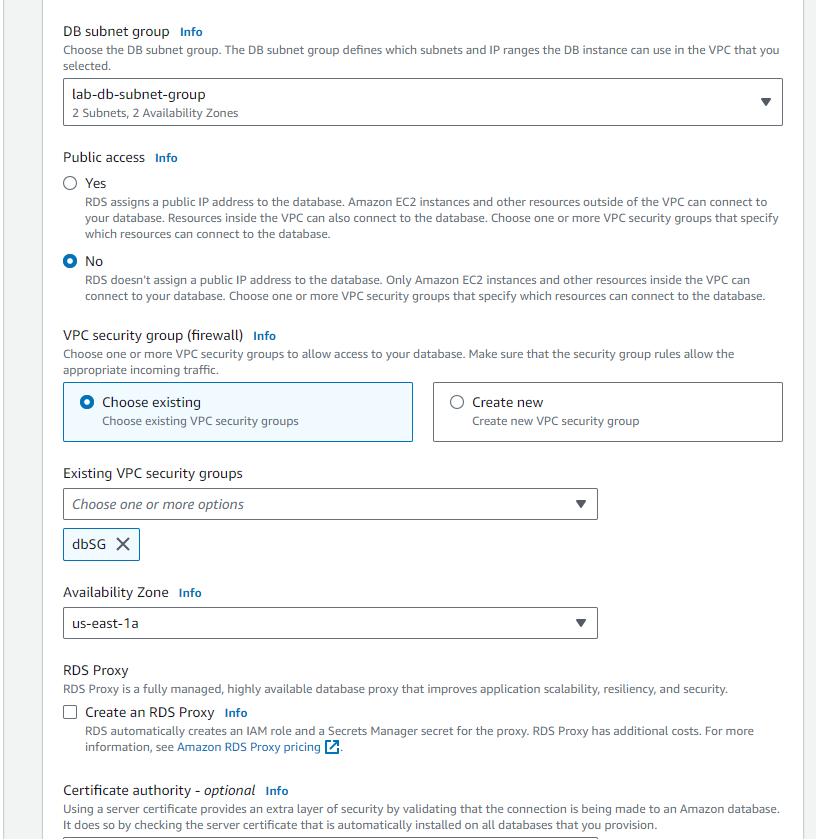 DB subnet group Info
Choose the DB subnet group. The DB subnet group defines which subnets and IP ranges the DB instance can use in the VPC that you
selected.
lab-db-subnet-group
2 Subnets, 2 Availability Zones
Public access Info
Yes
RDS assigns a public IP address to the database. Amazon EC2 instances and other resources outside of the VPC can connect to
your database. Resources inside the VPC can also connect to the database. Choose one or more VPC security groups that specify
which resources can connect to the database.
No
RDS doesn't assign a public IP address to the database. Only Amazon EC2 instances and other resources inside the VPC can
connect to your database. Choose one or more VPC security groups that specify which resources can connect to the database.
VPC security group (firewall) Info
Choose one or more VPC security groups to allow access to your database. Make sure that the security group rules allow the
appropriate incoming traffic.
Choose existing
Choose existing VPC security groups
Create new
Create new VPC security group
Existing VPC security groups
Choose one or more options
dbSG
Availability Zone Info
us-east-1a
RDS Proxy
RDS Proxy is a fully managed, highly available database proxy that improves application scalability, resiliency, and security.
Create an RDS Proxy Info
RDS automatically creates an IAM role and a Secrets Manager secret for the proxy. RDS Proxy has additional costs. For more
information, see Amazon RDS Proxy pricing.
Certificate authority - optional Info
Using a server certificate provides an extra layer of security by validating that the connection is being made to an Amazon database.
It does so by checking the server certificate that is automatically installed on all databases that you provision.